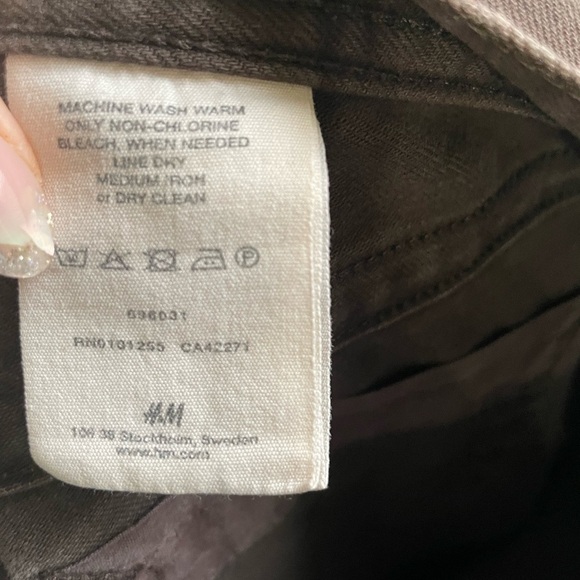 MACHINE WASH WARM
ONLY NON-CHLORINE
BLEACH, WHEN NEEDED
LINE DRY
MEDIUM IRON
or DRY CLEAN
P
696031
RN0101255 CA42271
H&M
106 38 Stockholm, Sweden
www.hm.com